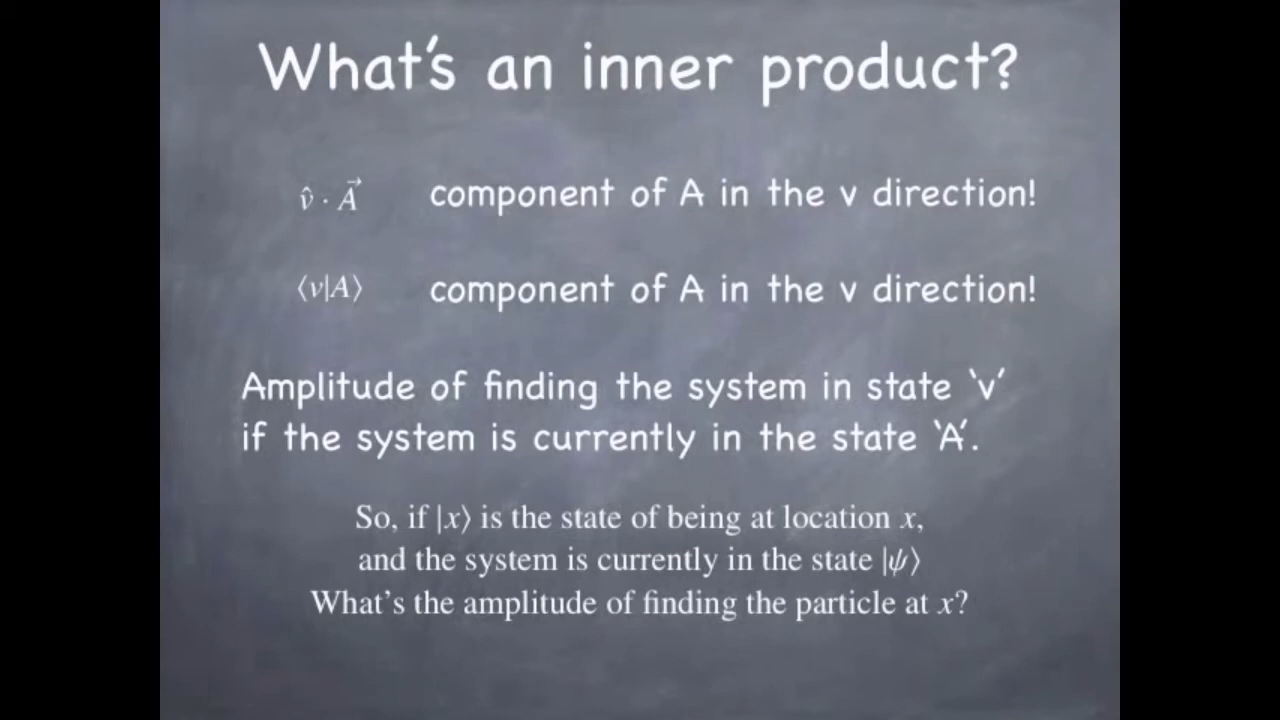 What's an inner product?
v̂ · A⃗ component of A in the v direction!
⟨v|A⟩ component of A in the v direction!
Amplitude of finding the system in state ‘v’
if the system is currently in the state ‘A’.
So, if |x⟩ is the state of being at location x,
and the system is currently in the state |ψ⟩
What’s the amplitude of finding the particle at x?